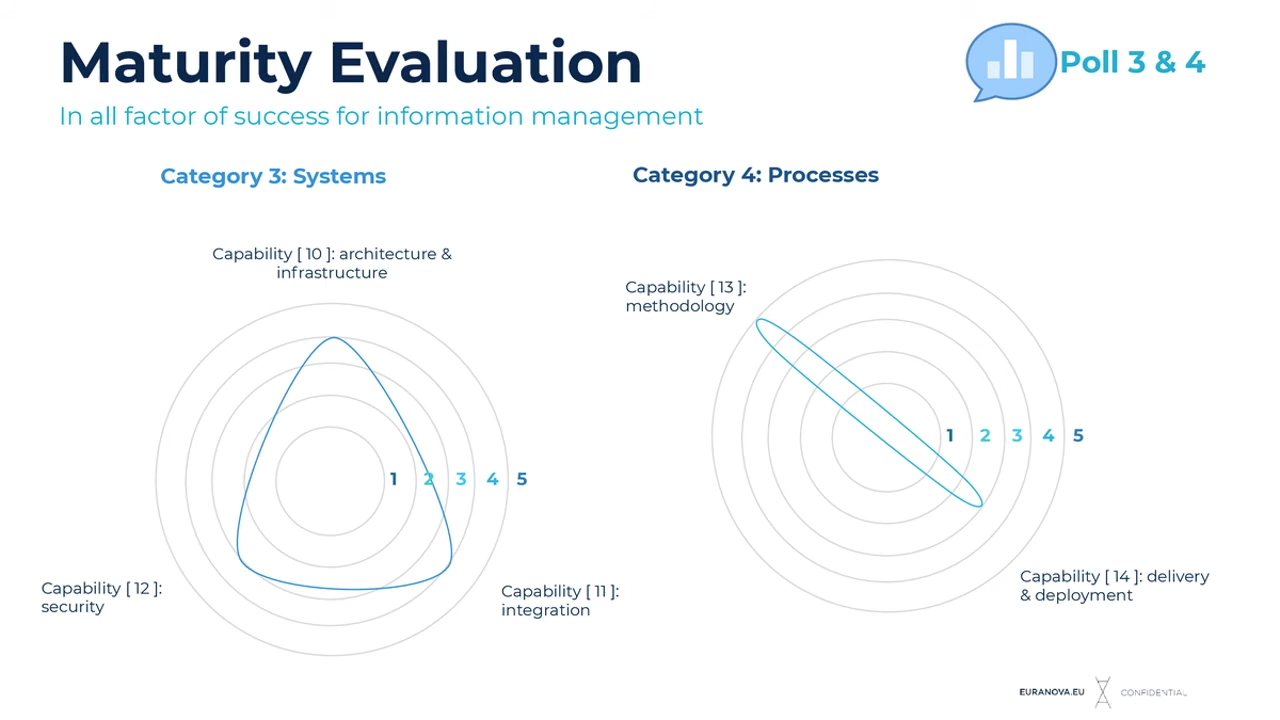 Maturity Evaluation
Poll 3 & 4
In all factor of success for information management
Category 3: Systems
Category 4: Processes
Capability [ 10 ]: architecture &
infrastructure
Capability [ 13 ]:
methodology
1 2 3 4 5
1 2 3 4 5
Capability [ 12 ]:
security
Capability [ 11 ]:
integration
Capability [ 14 ]: delivery
& deployment
EURANOVA.EU
CONFIDENTIAL